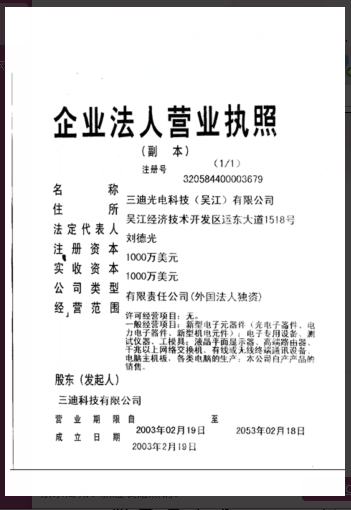 企业法人营业执照
（副 本）
（1/1）
注册号
320584400003679
名 称 三迪光电科技（吴江）有限公司
住 所 吴江经济技术开发区运东大道1518号
法定代表人 刘德光
注册资本 1000万美元
实收资本 1000万美元
公司类型 有限责任公司（外国法人独资）
经营范围 许可经营项目：无。
一般经营项目：新型电子元器件（光电子器件、电
力电子器件、新型机电元件）；电子专用设备、测
试仪器、工模具；液晶平面显示器、高端路由器、
千兆以上网络交换机、有线或无线终端通讯设备、
电脑主机板、各类电脑的生产；本公司自产产品的
销售。
股东（发起人）
三迪科技有限公司
营业期限自 至
2003年02月19日 2053年02月18日
成立日期
2003年02月19日